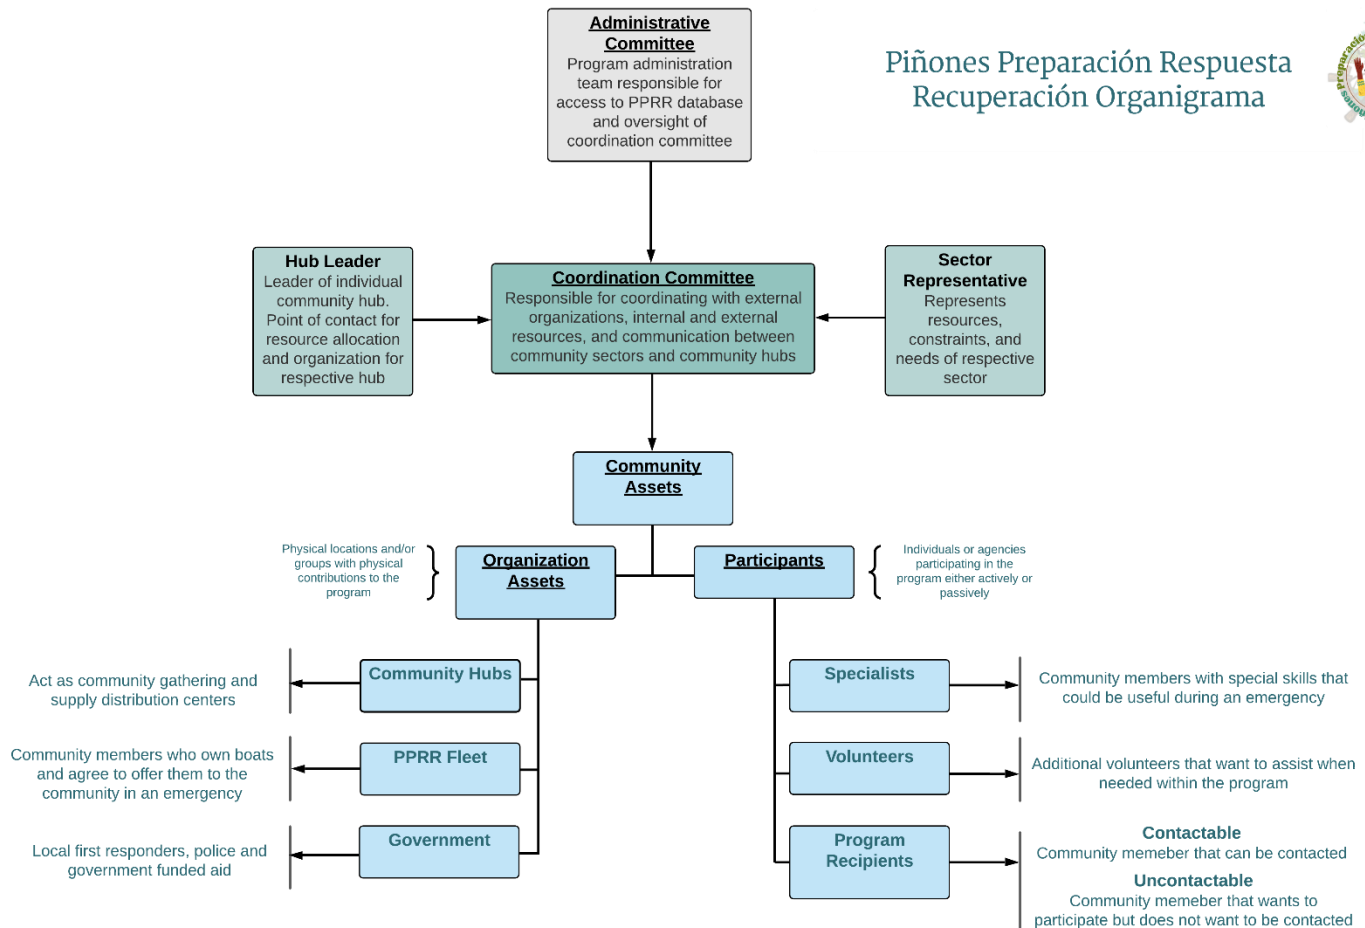 Administrative
Committee
Program administration
team responsible for
access to PPRR database
and oversight of
coordination committee
Piñones Preparación Respuesta
Recuperación Organigrama
Hub Leader
Leader of individual
community hub.
Point of contact for
resource allocation
and organization for
respective hub
Coordination Committee
Responsible for coordinating with external
organizations, internal and external
resources, and communication between
community sectors and community hubs
Sector
Representative
Represents
resources,
constraints, and
needs of respective
sector
Community
Assets
Physical locations and/or
groups with physical
contributions to the
program
Organization
Assets
Participants
Individuals or agencies
participating in the
program either actively or
passively
Community Hubs
Act as community gathering and
supply distribution centers
PPRR Fleet
Community members who own boats
and agree to offer them to the
community in an emergency
Government
Local first responders, police and
government funded aid
Specialists
Community members with special skills that
could be useful during an emergency
Volunteers
Additional volunteers that want to assist when
needed within the program
Program
Recipients
Contactable
Community memeber that can be contacted
Uncontactable
Community memeber that wants to
participate but does not want to be contacted